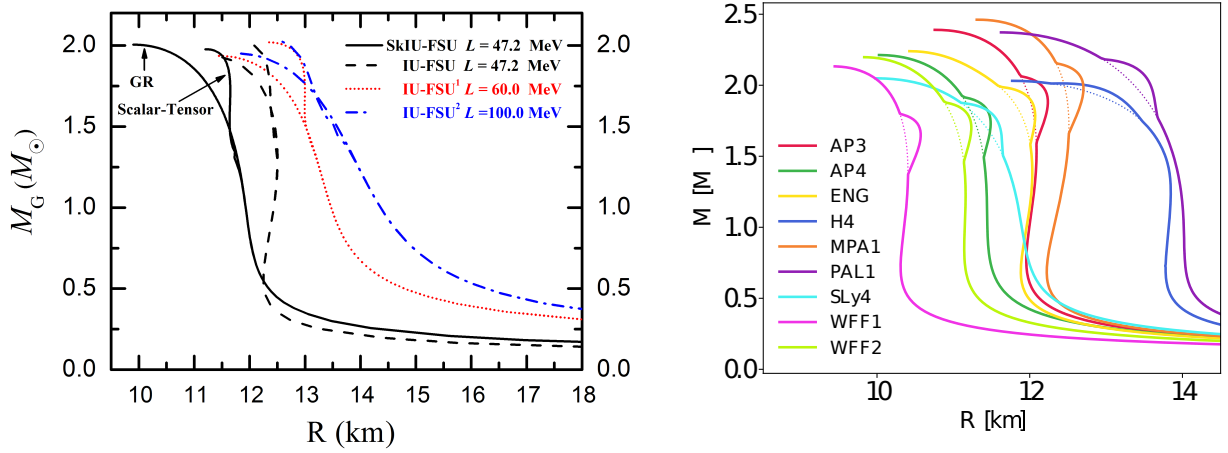 2.0
1.5
1.0
0.5
0.0
M_G (M_⊙)
SkIU-FSU L = 47.2 MeV
IU-FSU L = 47.2 MeV
IU-FSU¹ L = 60.0 MeV
IU-FSU² L =100.0 MeV
GR
Scalar-Tensor
2.0
1.5
1.0
0.5
0.0
10 11 12 13 14 15 16 17 18
R (km)
2.5
2.0
1.5
1.0
0.5
0.0
M [M ]
AP3
AP4
ENG
H4
MPA1
PAL1
SLy4
WFF1
WFF2
10 12 14
R [km]